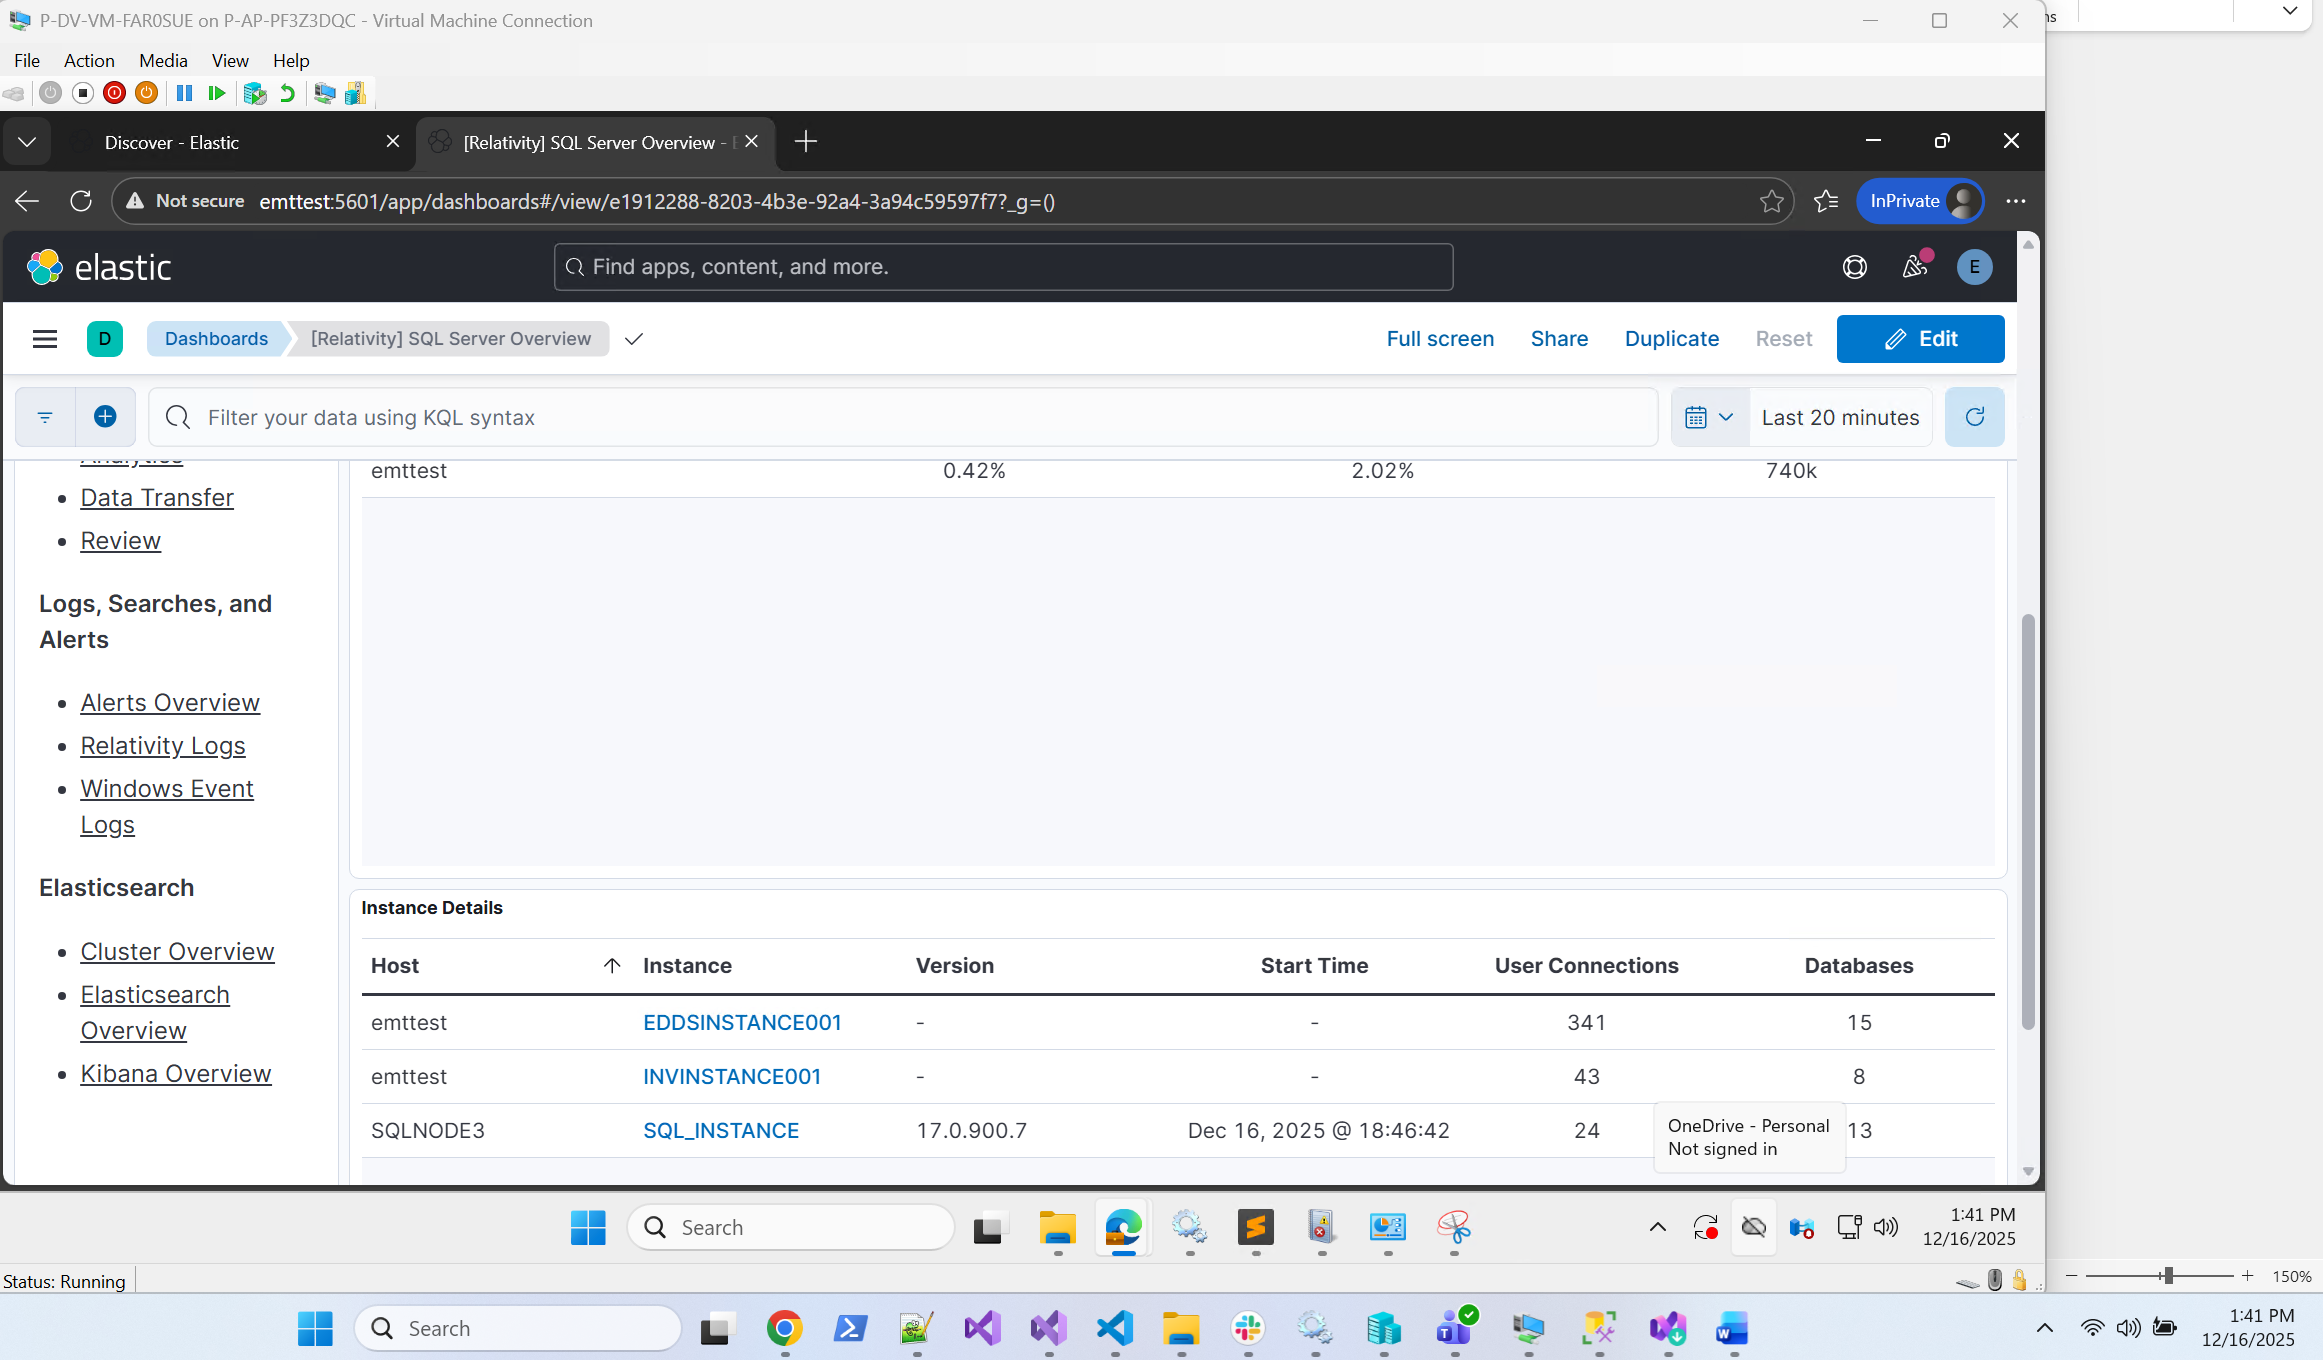 P-DV-VM-FAR0SUE on P-AP-PF3Z3DQC - Virtual Machine Connection
File Action Media View Help
Discover - Elastic
[Relativity] SQL Server Overview - E
Not secure emttest:5601/app/dashboards#/view/e1912288-8203-4b3e-92a4-3a94c59597f7?_g=()
InPrivate
elastic
Find apps, content, and more.
E
D
Dashboards
[Relativity] SQL Server Overview
Full screen
Share
Duplicate
Reset
Edit
Filter your data using KQL syntax
Last 20 minutes
Analytics
Data Transfer
Review
Logs, Searches, and
Alerts
Alerts Overview
Relativity Logs
Windows Event
Logs
Elasticsearch
Cluster Overview
Elasticsearch
Overview
Kibana Overview
emttest 0.42% 2.02% 740k
Instance Details
Host Instance Version Start Time User Connections Databases
emttest EDDSINSTANCE001 - - 341 15
emttest INVINSTANCE001 - - 43 8
SQLNODE3 SQL_INSTANCE 17.0.900.7 Dec 16, 2025 @ 18:46:42 24 13
OneDrive - Personal
Not signed in
Search
1:41 PM
12/16/2025
Status: Running
150%
Search
1:41 PM
12/16/2025